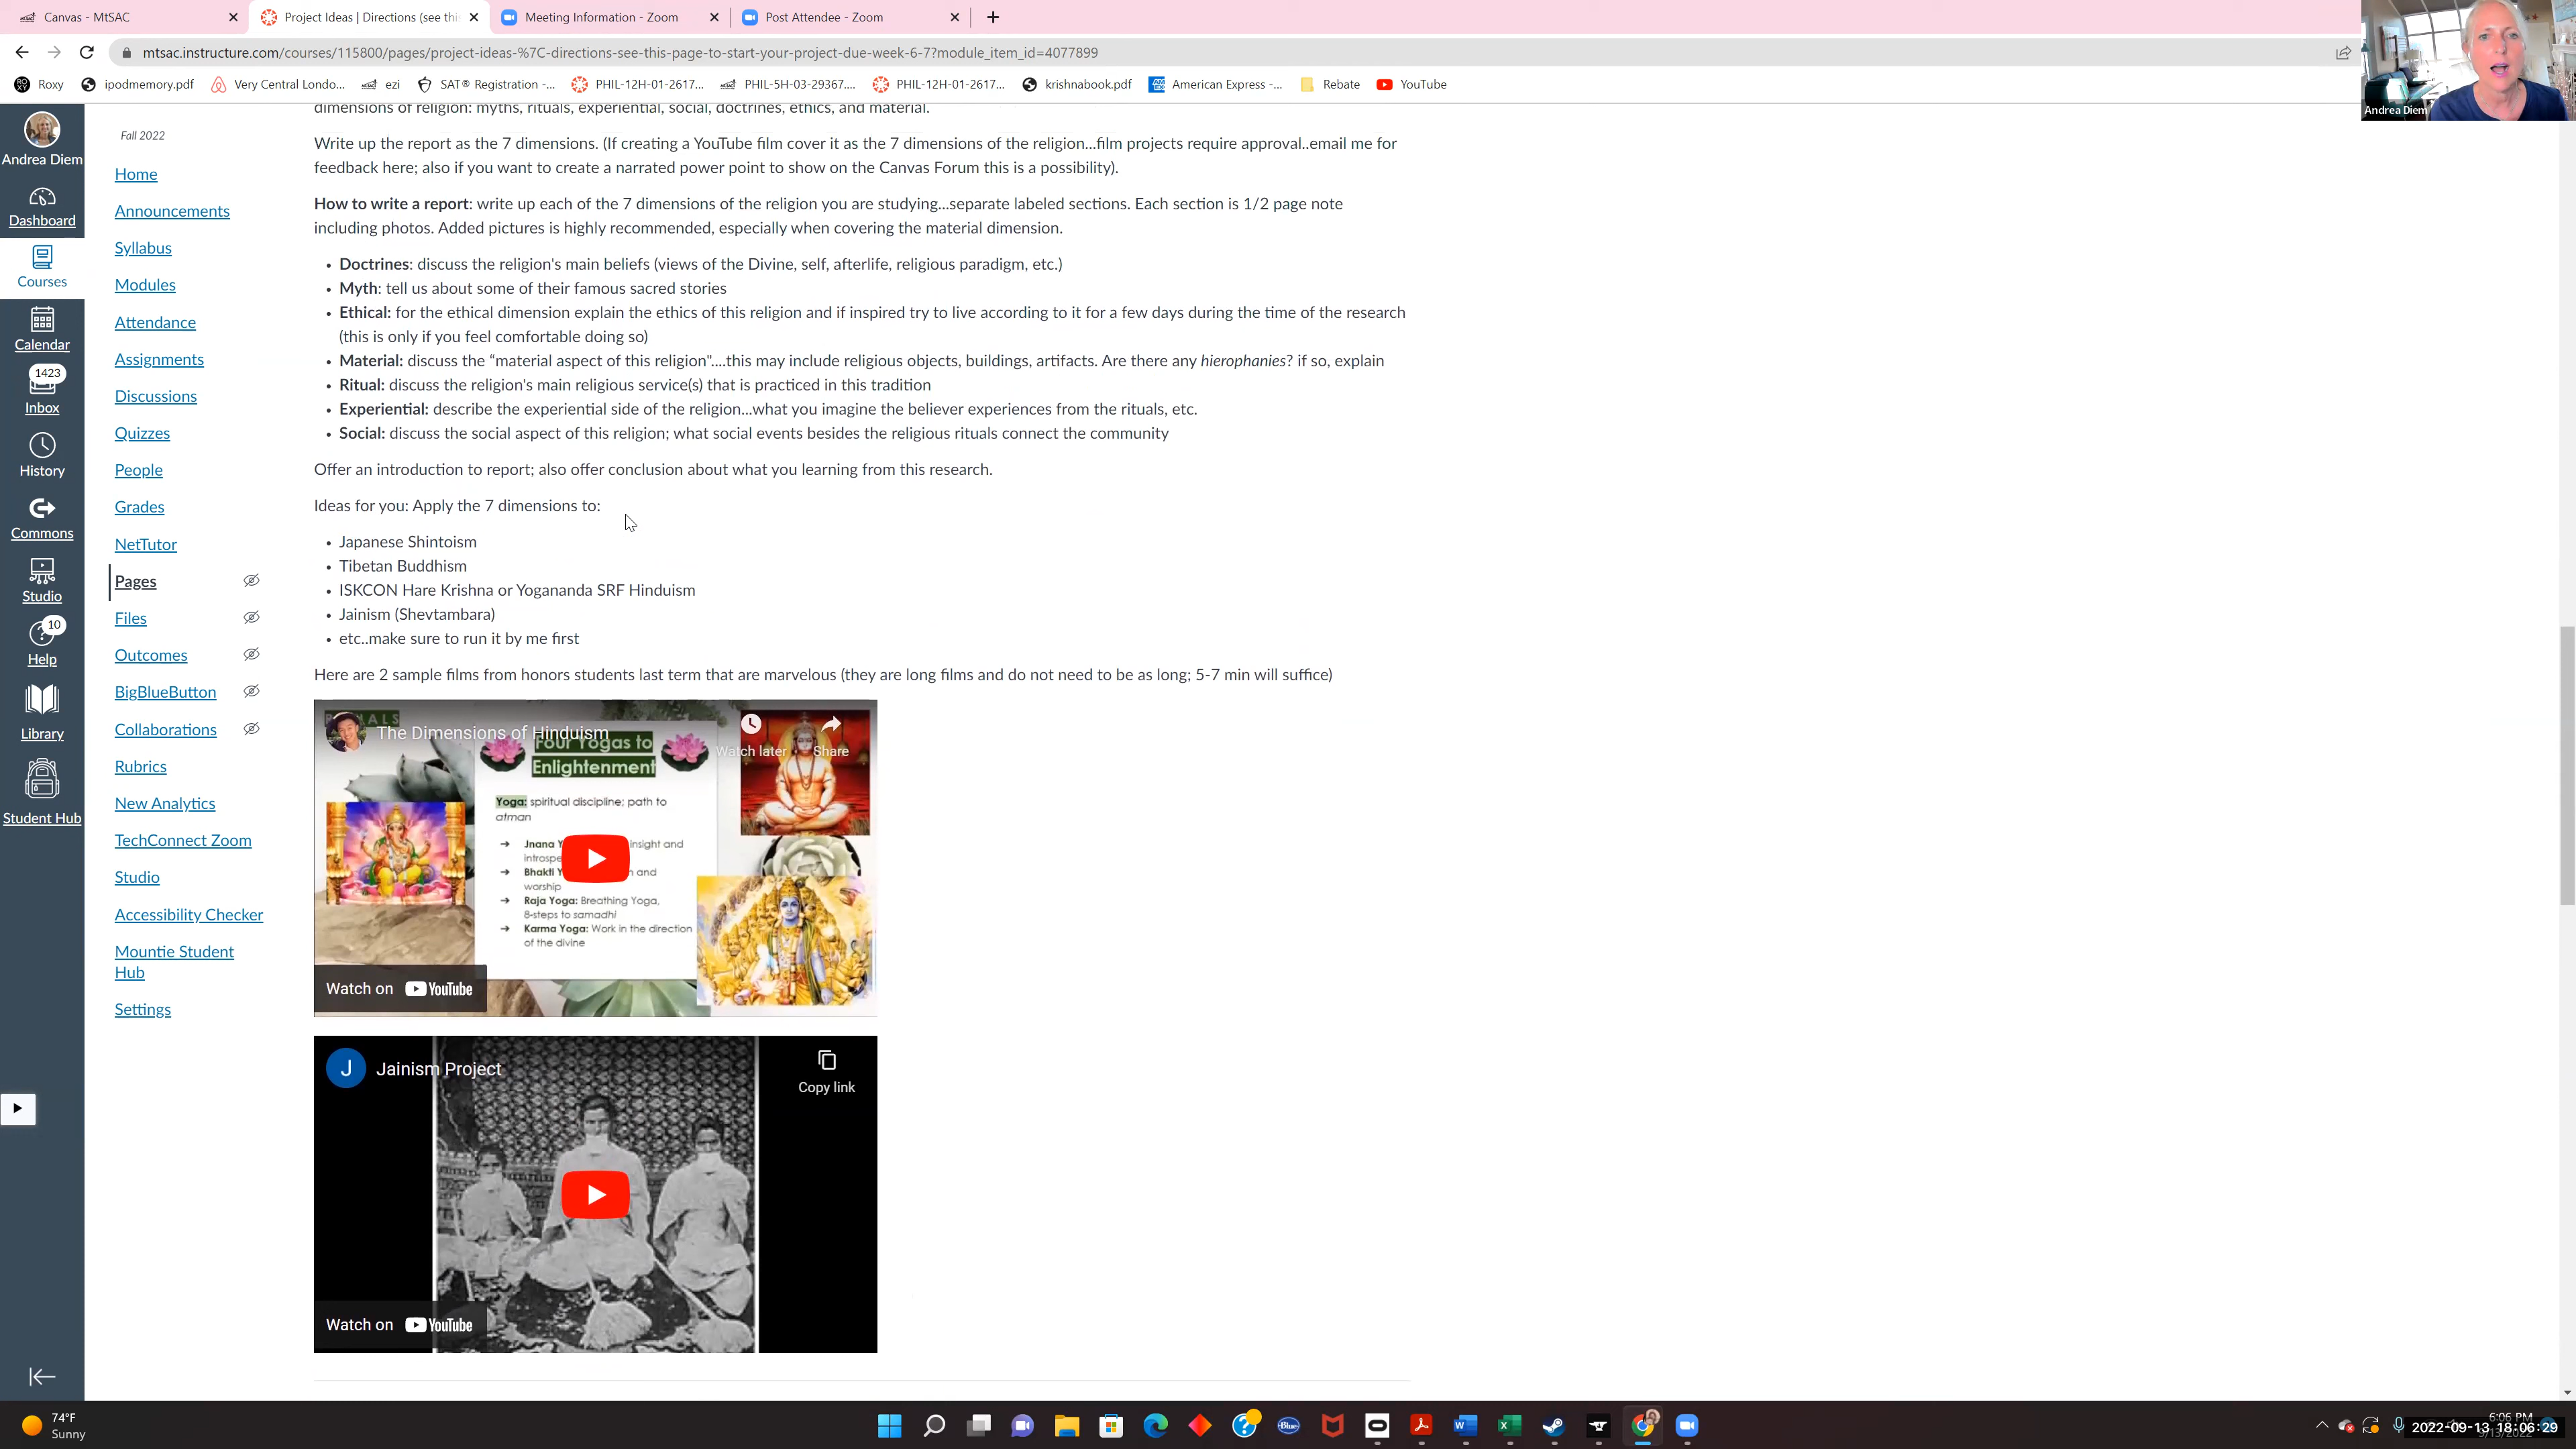 Canvas - MtSAC
Project Ideas | Directions (see thi
Meeting Information - Zoom
Post Attendee - Zoom
mtsac.instructure.com/courses/115800/pages/project-ideas-%7C-directions-see-this-page-to-start-your-project-due-week-6-7?module_item_id=4077899
Roxy
ipodmemory.pdf
Very Central Londo...
ezi
SAT® Registration -...
PHIL-12H-01-2617...
PHIL-5H-03-29367....
PHIL-12H-01-2617...
krishnabook.pdf
American Express -...
Rebate
YouTube
Andrea Diem
Andrea Diem
Dashboard
Courses
Calendar
1423
Inbox
History
Commons
Studio
10
Help
Library
Student Hub
Fall 2022
Home
Announcements
Syllabus
Modules
Attendance
Assignments
Discussions
Quizzes
People
Grades
NetTutor
Pages
Files
Outcomes
BigBlueButton
Collaborations
Rubrics
New Analytics
TechConnect Zoom
Studio
Accessibility Checker
Mountie Student
Hub
Settings
dimensions of religion: myths, rituals, experiential, social, doctrines, ethics, and material.
Write up the report as the 7 dimensions. (If creating a YouTube film cover it as the 7 dimensions of the religion...film projects require approval..email me for
feedback here; also if you want to create a narrated power point to show on the Canvas Forum this is a possibility).
How to write a report: write up each of the 7 dimensions of the religion you are studying...separate labeled sections. Each section is 1/2 page note
including photos. Added pictures is highly recommended, especially when covering the material dimension.
• Doctrines: discuss the religion's main beliefs (views of the Divine, self, afterlife, religious paradigm, etc.)
• Myth: tell us about some of their famous sacred stories
• Ethical: for the ethical dimension explain the ethics of this religion and if inspired try to live according to it for a few days during the time of the research
(this is only if you feel comfortable doing so)
• Material: discuss the “material aspect of this religion"....this may include religious objects, buildings, artifacts. Are there any hierophanies? if so, explain
• Ritual: discuss the religion's main religious service(s) that is practiced in this tradition
• Experiential: describe the experiential side of the religion...what you imagine the believer experiences from the rituals, etc.
• Social: discuss the social aspect of this religion; what social events besides the religious rituals connect the community
Offer an introduction to report; also offer conclusion about what you learning from this research.
Ideas for you: Apply the 7 dimensions to:
• Japanese Shintoism
• Tibetan Buddhism
• ISKCON Hare Krishna or Yogananda SRF Hinduism
• Jainism (Shevtambara)
• etc..make sure to run it by me first
Here are 2 sample films from honors students last term that are marvelous (they are long films and do not need to be as long; 5-7 min will suffice)
The Dimensions of Hinduism
Watch later
Share
Four Yogas to
Enlightenment
Yoga: spiritual discipline; path to
atman
➔ Jnana insight and
➔ Bhakti and
worship
➔ Raja Yoga: Breathing Yoga,
8-steps to samadhi
➔ Karma Yoga: Work in the direction
of the divine
Watch on YouTube
J
Jainism Project
Copy link
Watch on YouTube
74°F
Sunny
Blue
6:06 PM
2022-09-13 18:06:29